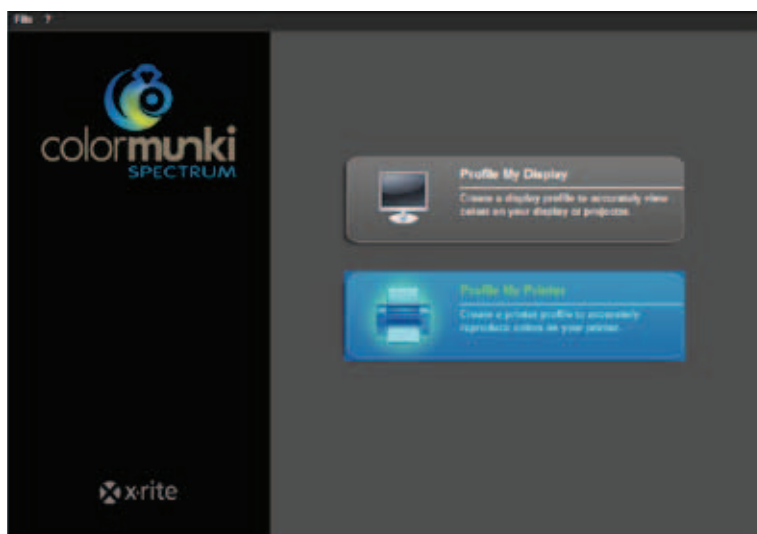 File ?
colormunki
SPECTRUM
Profile My Display
Create a display profile to accurately view
colors on your display or projector.
Profile My Printer
Create a printer profile to accurately
reproduce colors on your printer.
x·rite